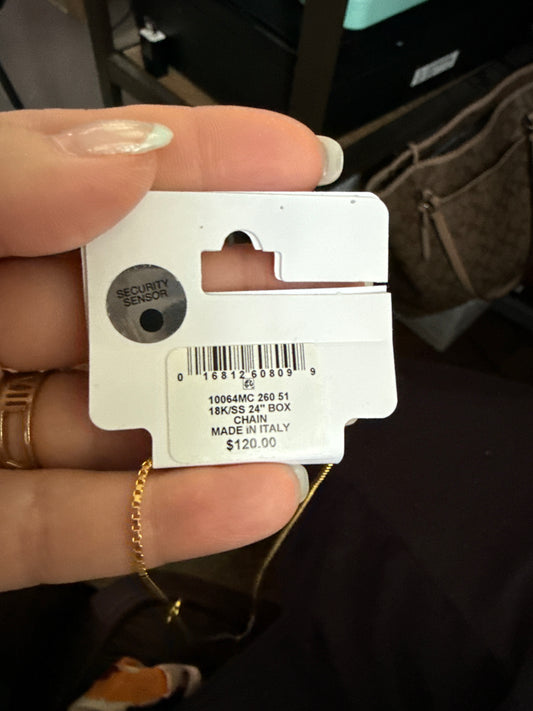 SECURITY
SENSOR
0 16812 60809 9
10064MC 260 51
18K/SS 24" BOX
CHAIN
MADE IN ITALY
$120.00